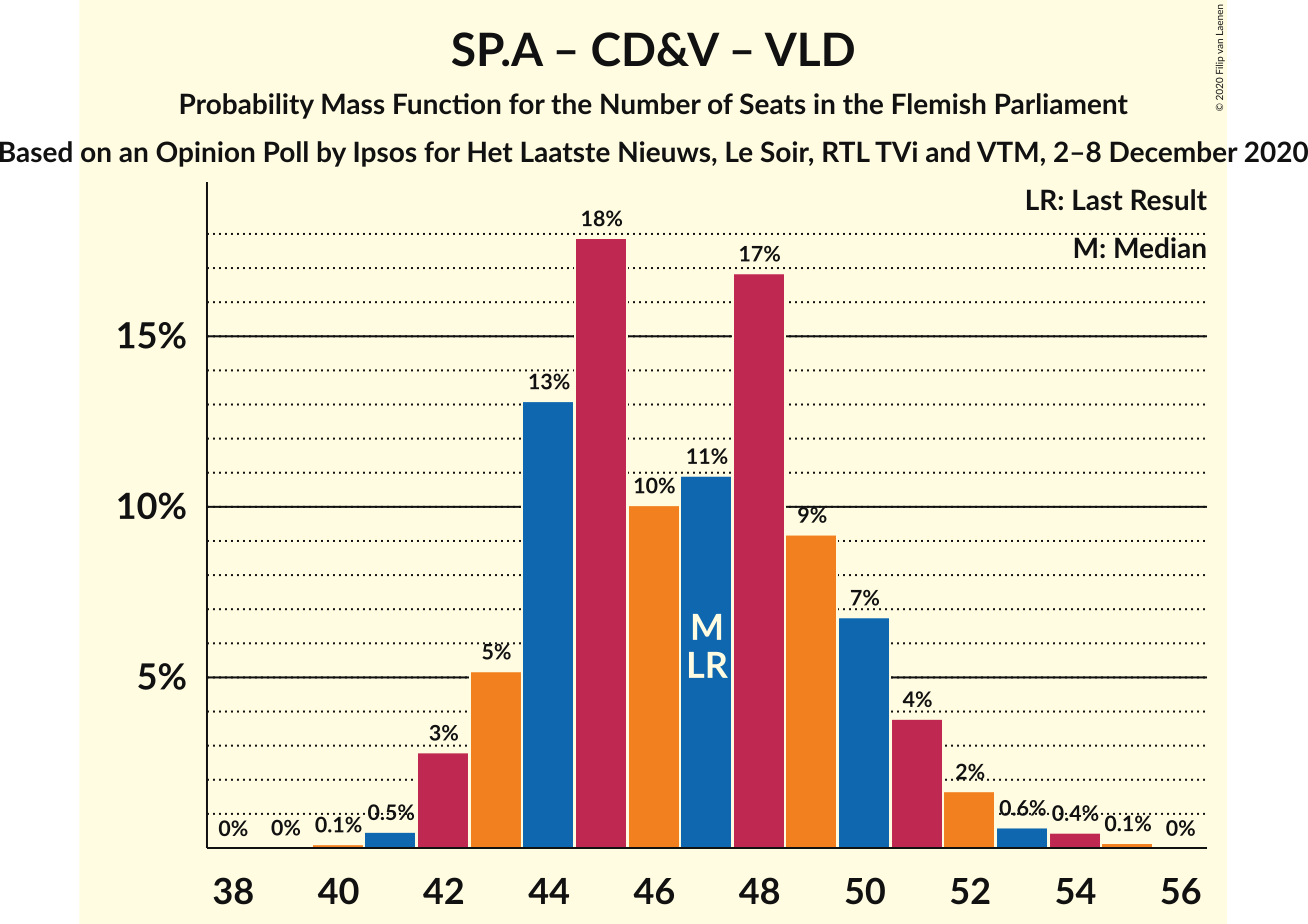 SP.A – CD&V – VLD
Probability Mass Function for the Number of Seats in the Flemish Parliament
Based on an Opinion Poll by Ipsos for Het Laatste Nieuws, Le Soir, RTL TVi and VTM, 2–8 December 2020
© 2020 Filip van Laenen
LR: Last Result
M: Median
15%
10%
5%
0%
0%
0.1%
0.5%
3%
5%
13%
18%
10%
11%
17%
9%
7%
4%
2%
0.6%
0.4%
0.1%
0%
M
LR
38 40 42 44 46 48 50 52 54 56